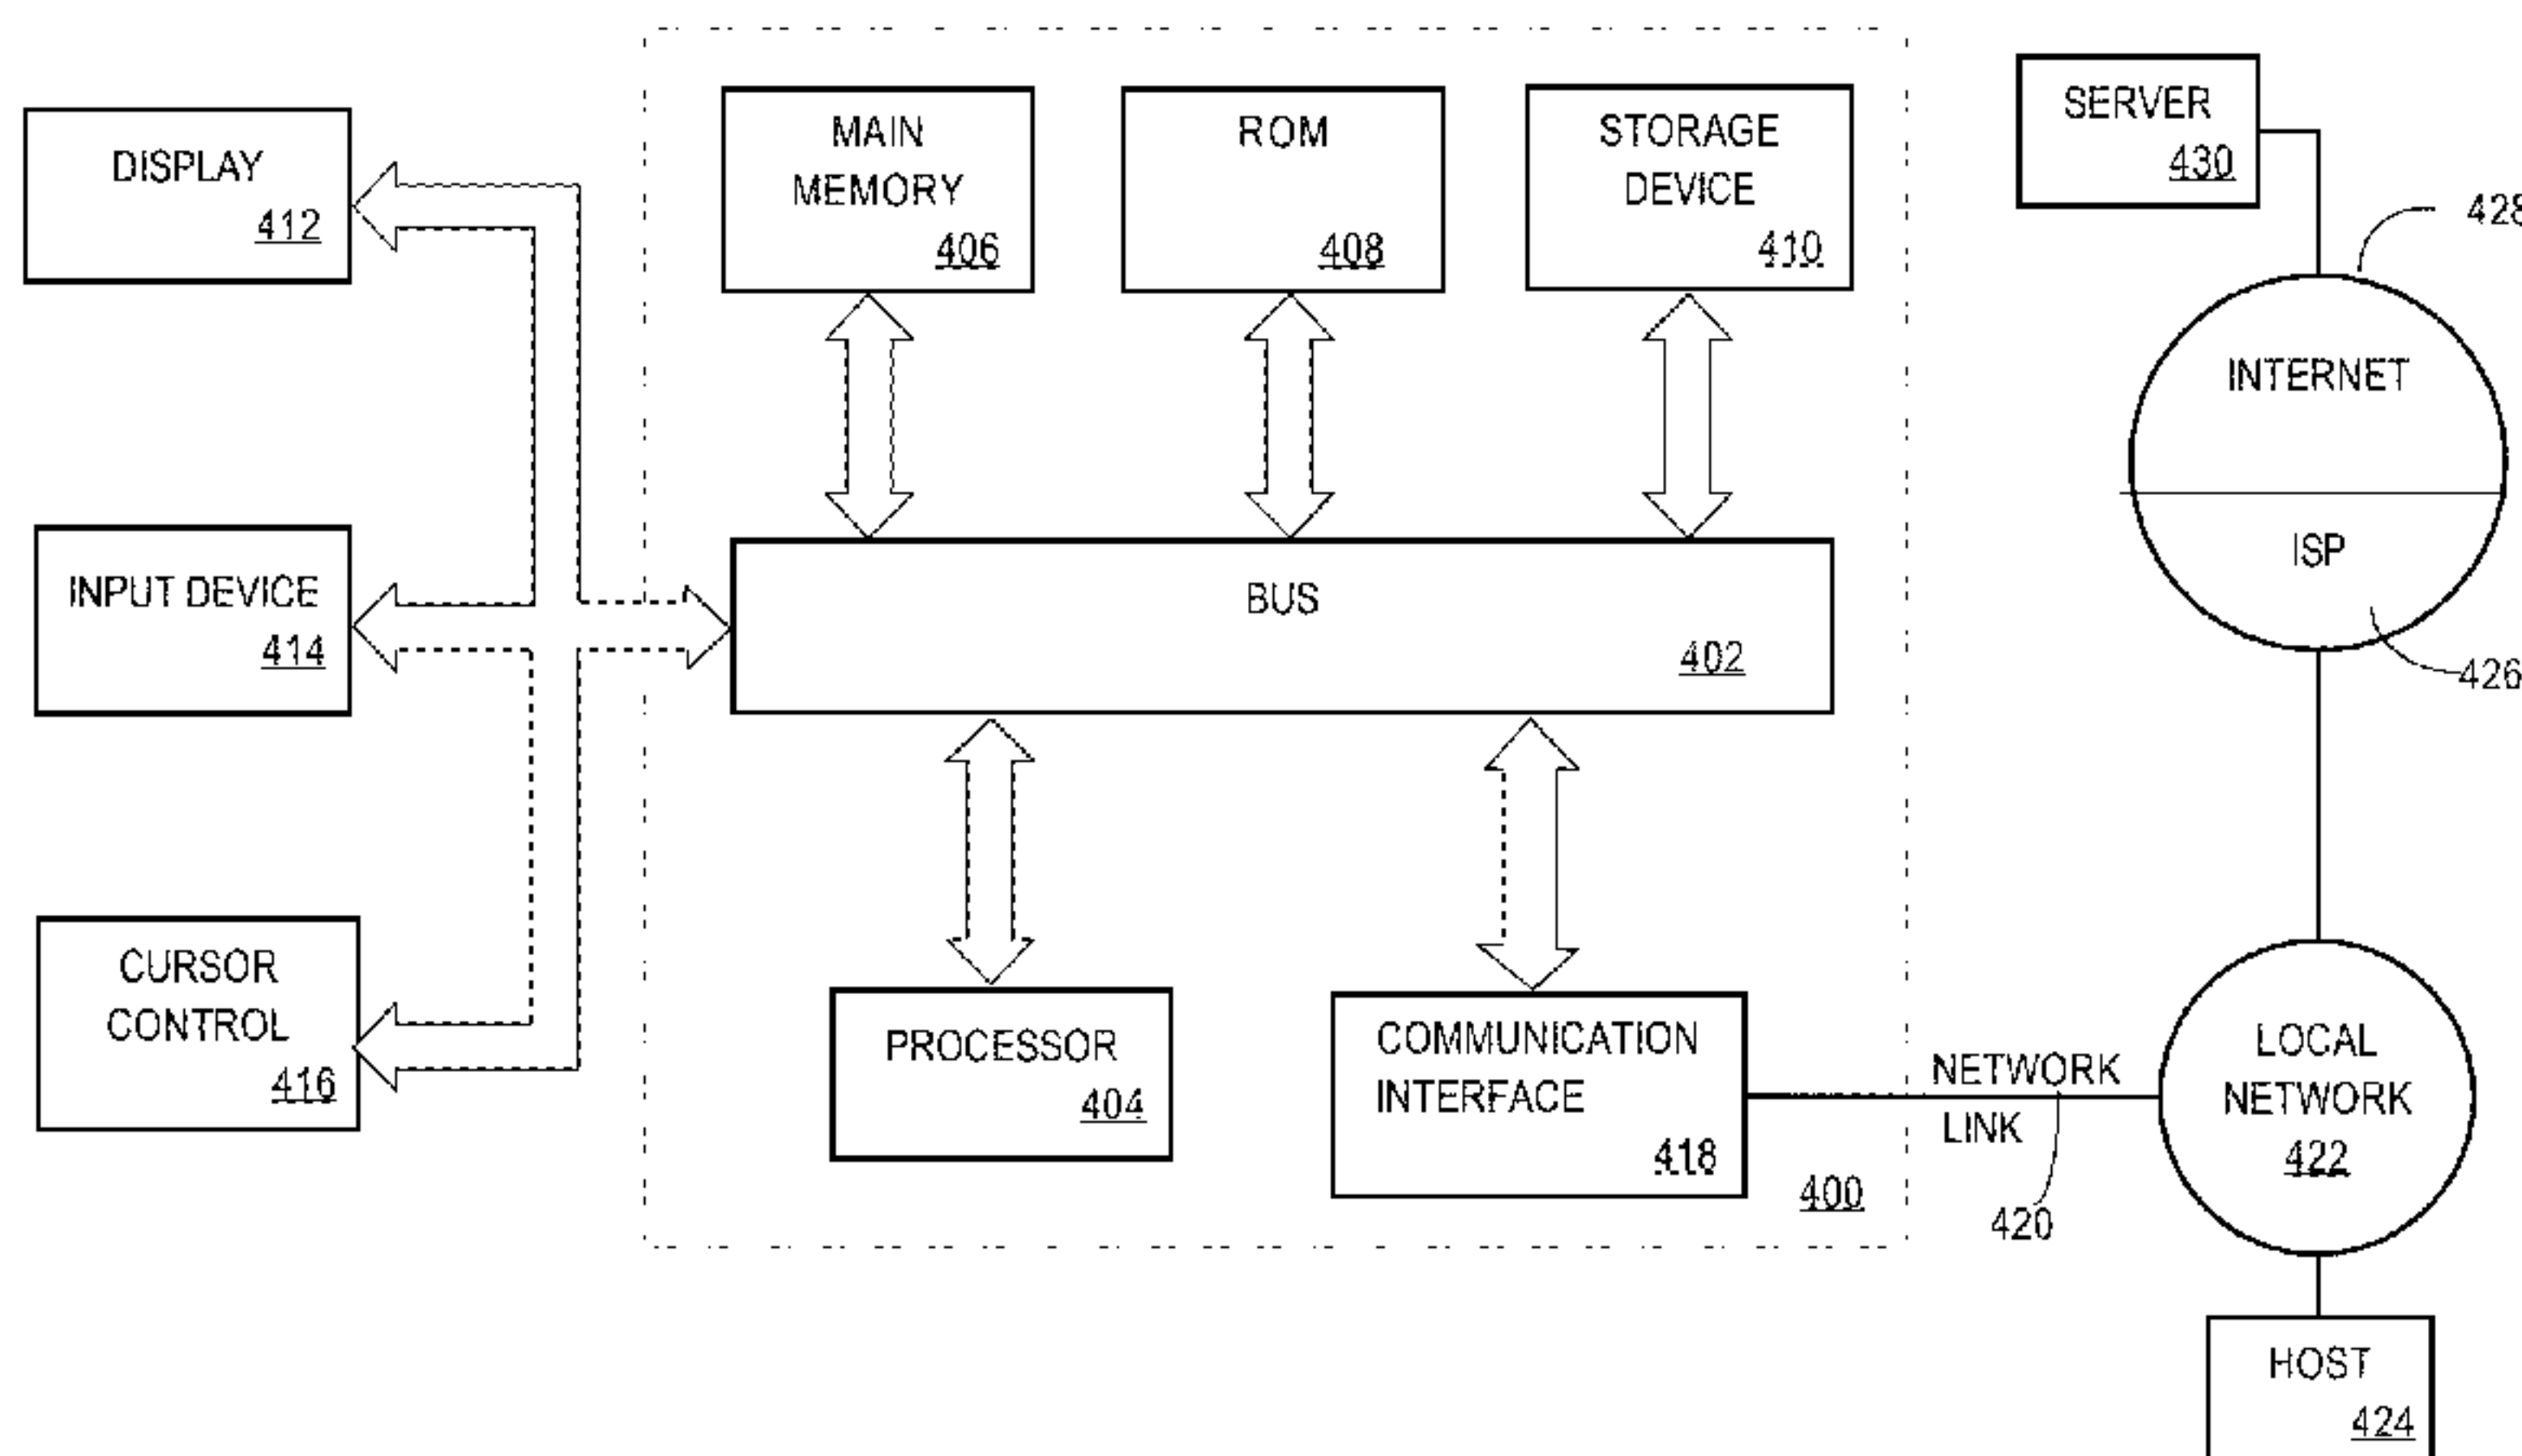 DISPLAY
412
INPUT DEVICE
414
CURSOR
CONTROL
416
MAIN
MEMORY
406
ROM
408
STORAGE
DEVICE
410
BUS
402
PROCESSOR
404
COMMUNICATION
INTERFACE
418
400
NETWORK
LINK
420
SERVER
430
428
INTERNET
ISP
426
LOCAL
NETWORK
422
HOST
424